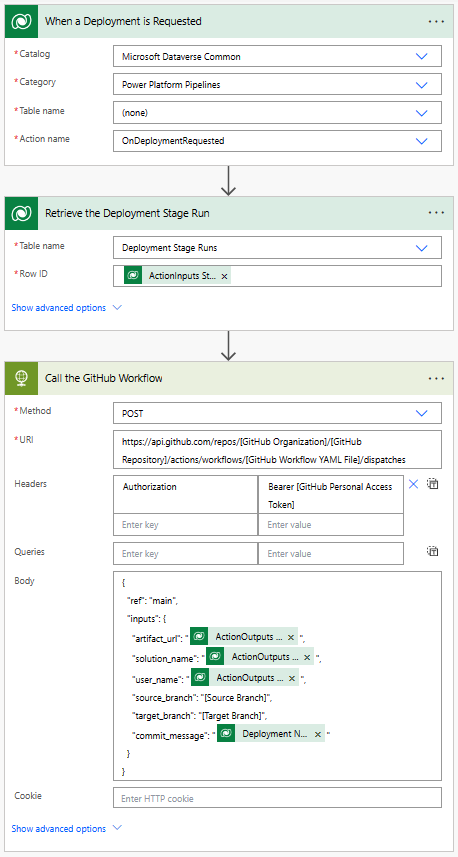 When a Deployment is Requested
*Catalog
Microsoft Dataverse Common
*Category
Power Platform Pipelines
*Table name
(none)
*Action name
OnDeploymentRequested
Retrieve the Deployment Stage Run
*Table name
Deployment Stage Runs
*Row ID
ActionInputs St... ×
Show advanced options
Call the GitHub Workflow
*Method
POST
*URI
https://api.github.com/repos/[GitHub Organization]/[GitHub
Repository]/actions/workflows/[GitHub Workflow YAML File]/dispatches
Headers
Authorization
Bearer [GitHub Personal Access
Token]
Enter key
Enter value
Queries
Enter key
Enter value
Body
{
"ref": "main",
"inputs": {
"artifact_url": " ActionOutputs ... × ",
"solution_name": " ActionOutputs ... × ",
"user_name": " ActionOutputs ... × ",
"source_branch": "[Source Branch]",
"target_branch": "[Target Branch]",
"commit_message": " Deployment N... × "
}
}
Cookie
Enter HTTP cookie
Show advanced options